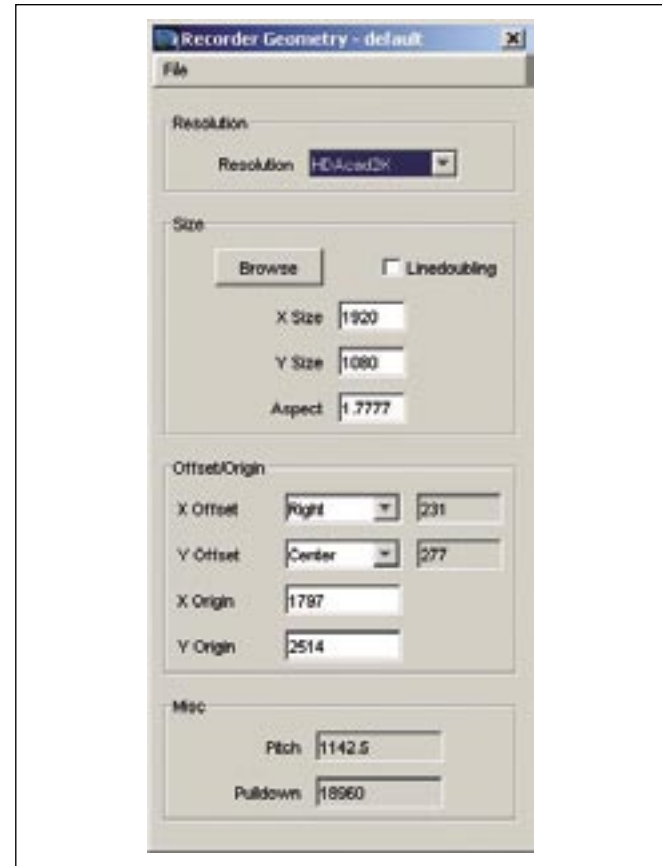 Recorder Geometry - default
File
Resolution
Resolution HDAcad2K
Size
Browse Linedoubling
X Size 1920
Y Size 1080
Aspect 1.7777
Offset/Origin
X Offset Right 231
Y Offset Center 277
X Origin 1797
Y Origin 2514
Misc
Pitch 1142.5
Pulldown 18960